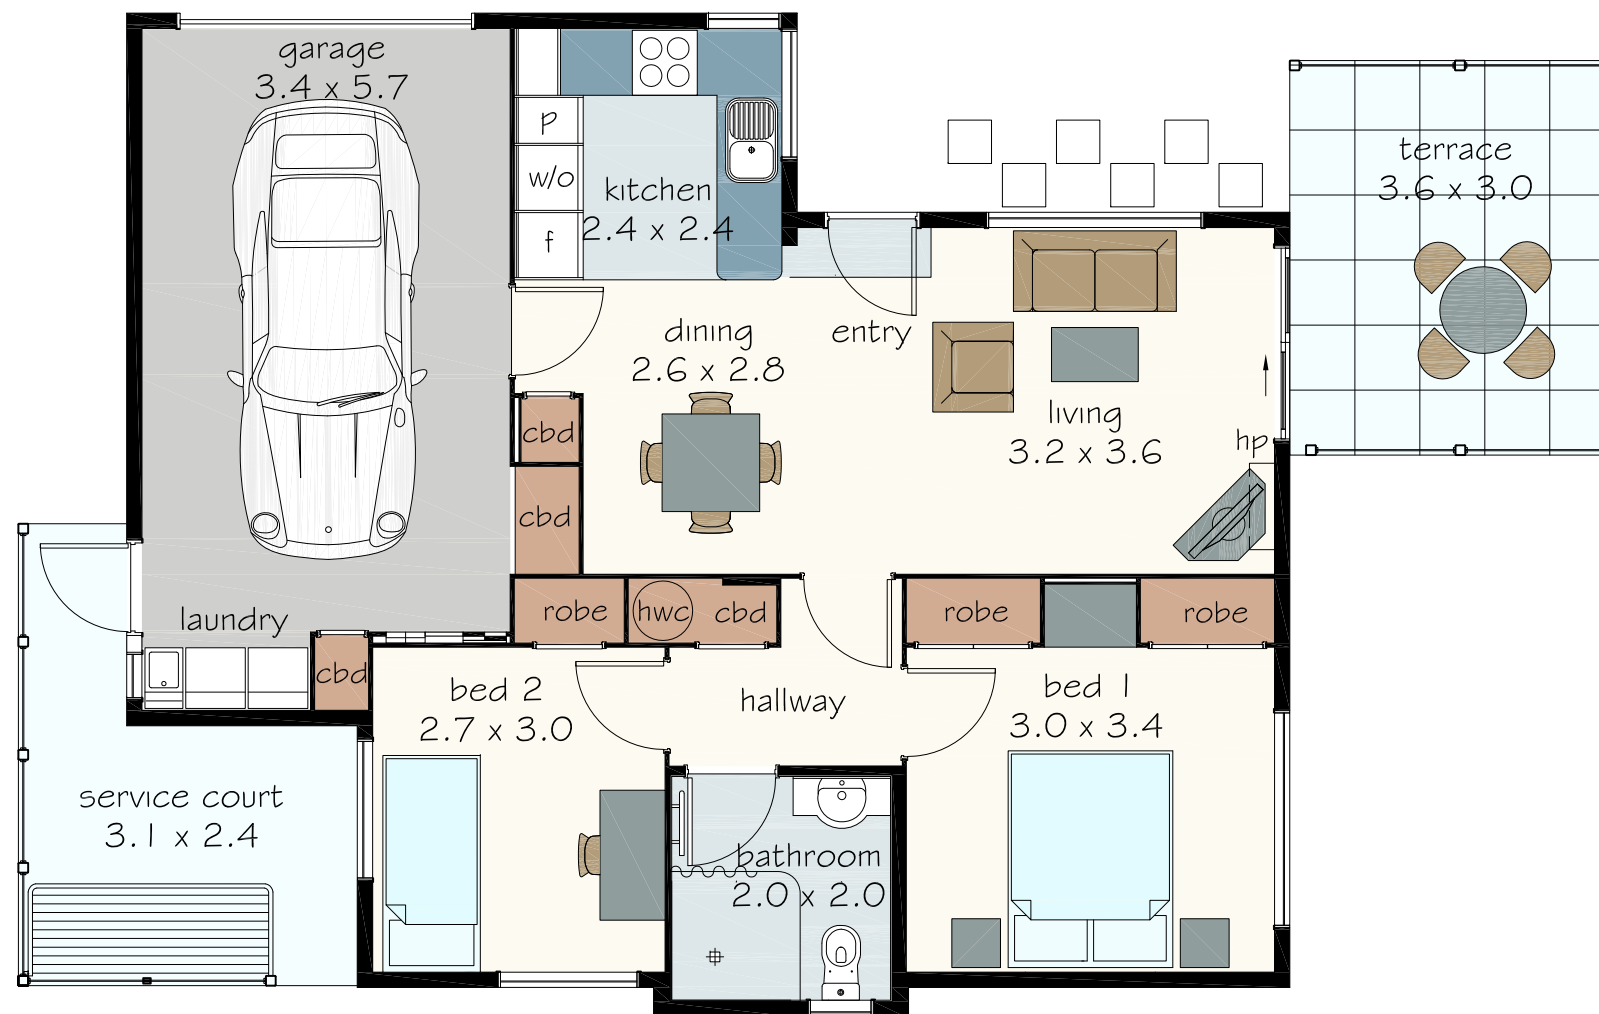 garage
3.4 x 5.7
p
w/o
f
kitchen
2.4 x 2.4
terrace
3.6 x 3.0
dining
2.6 x 2.8
entry
living
3.2 x 3.6
hp
cbd
cbd
laundry
cbd
robe
hwc
cbd
robe
robe
bed 2
2.7 x 3.0
hallway
bed 1
3.0 x 3.4
service court
3.1 x 2.4
bathroom
2.0 x 2.0